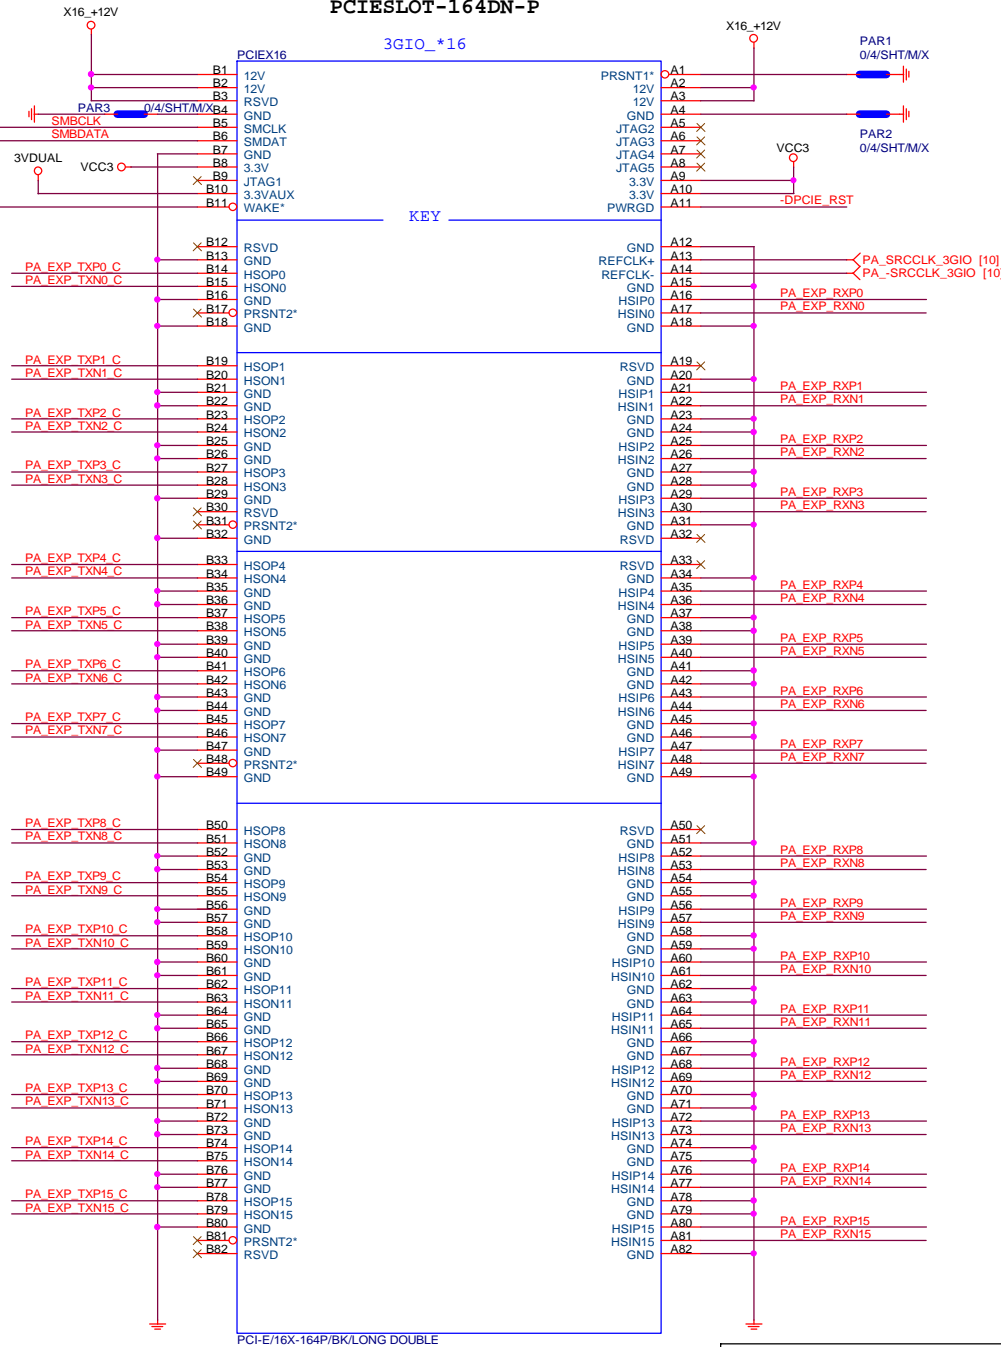 PCIESLOT-164DN-P
3GIO_*16
X16_+12V
X16_+12V
PCIEX16
PAR1
0/4/SHT/M/X
B1 12V PRSNT1* A1
B2 12V 12V A2
B3 RSVD 12V A3
PAR3 0/4/SHT/M/X B4 GND GND A4
SMBCLK B5 SMCLK JTAG2 A5
SMBDATA B6 SMDAT JTAG3 A6
PAR2
0/4/SHT/M/X
B7 GND JTAG4 A7
3VDUAL VCC3 B8 3.3V JTAG5 A8 VCC3
B9 JTAG1 3.3V A9
B10 3.3VAUX 3.3V A10
B11 WAKE* PWRGD A11 -DPCIE_RST
KEY
B12 RSVD GND A12
B13 GND REFCLK+ A13 PA_SRCCLK_3GIO [10]
PA_EXP_TXP0_C B14 HSOP0 REFCLK- A14 PA_-SRCCLK_3GIO [10
PA_EXP_TXN0_C B15 HSON0 GND A15
B16 GND HSIP0 A16 PA_EXP_RXP0
B17 PRSNT2* HSIN0 A17 PA_EXP_RXN0
B18 GND GND A18
PA_EXP_TXP1_C B19 HSOP1 RSVD A19
PA_EXP_TXN1_C B20 HSON1 GND A20
B21 GND HSIP1 A21 PA_EXP_RXP1
B22 GND HSIN1 A22 PA_EXP_RXN1
PA_EXP_TXP2_C B23 HSOP2 GND A23
PA_EXP_TXN2_C B24 HSON2 GND A24
B25 GND HSIP2 A25 PA_EXP_RXP2
B26 GND HSIN2 A26 PA_EXP_RXN2
PA_EXP_TXP3_C B27 HSOP3 GND A27
PA_EXP_TXN3_C B28 HSON3 GND A28
B29 GND HSIP3 A29 PA_EXP_RXP3
B30 RSVD HSIN3 A30 PA_EXP_RXN3
B31 PRSNT2* GND A31
B32 GND RSVD A32
PA_EXP_TXP4_C B33 HSOP4 RSVD A33
PA_EXP_TXN4_C B34 HSON4 GND A34
B35 GND HSIP4 A35 PA_EXP_RXP4
B36 GND HSIN4 A36 PA_EXP_RXN4
PA_EXP_TXP5_C B37 HSOP5 GND A37
PA_EXP_TXN5_C B38 HSON5 GND A38
B39 GND HSIP5 A39 PA_EXP_RXP5
B40 GND HSIN5 A40 PA_EXP_RXN5
PA_EXP_TXP6_C B41 HSOP6 GND A41
PA_EXP_TXN6_C B42 HSON6 GND A42
B43 GND HSIP6 A43 PA_EXP_RXP6
B44 GND HSIN6 A44 PA_EXP_RXN6
PA_EXP_TXP7_C B45 HSOP7 GND A45
PA_EXP_TXN7_C B46 HSON7 GND A46
B47 GND HSIP7 A47 PA_EXP_RXP7
B48 PRSNT2* HSIN7 A48 PA_EXP_RXN7
B49 GND GND A49
PA_EXP_TXP8_C B50 HSOP8 RSVD A50
PA_EXP_TXN8_C B51 HSON8 GND A51
B52 GND HSIP8 A52 PA_EXP_RXP8
B53 GND HSIN8 A53 PA_EXP_RXN8
PA_EXP_TXP9_C B54 HSOP9 GND A54
PA_EXP_TXN9_C B55 HSON9 GND A55
B56 GND HSIP9 A56 PA_EXP_RXP9
B57 GND HSIN9 A57 PA_EXP_RXN9
PA_EXP_TXP10_C B58 HSOP10 GND A58
PA_EXP_TXN10_C B59 HSON10 GND A59
B60 GND HSIP10 A60 PA_EXP_RXP10
B61 GND HSIN10 A61 PA_EXP_RXN10
PA_EXP_TXP11_C B62 HSOP11 GND A62
PA_EXP_TXN11_C B63 HSON11 GND A63
B64 GND HSIP11 A64 PA_EXP_RXP11
B65 GND HSIN11 A65 PA_EXP_RXN11
PA_EXP_TXP12_C B66 HSOP12 GND A66
PA_EXP_TXN12_C B67 HSON12 GND A67
B68 GND HSIP12 A68 PA_EXP_RXP12
B69 GND HSIN12 A69 PA_EXP_RXN12
PA_EXP_TXP13_C B70 HSOP13 GND A70
PA_EXP_TXN13_C B71 HSON13 GND A71
B72 GND HSIP13 A72 PA_EXP_RXP13
B73 GND HSIN13 A73 PA_EXP_RXN13
PA_EXP_TXP14_C B74 HSOP14 GND A74
PA_EXP_TXN14_C B75 HSON14 GND A75
B76 GND HSIP14 A76 PA_EXP_RXP14
B77 GND HSIN14 A77 PA_EXP_RXN14
PA_EXP_TXP15_C B78 HSOP15 GND A78
PA_EXP_TXN15_C B79 HSON15 GND A79
B80 GND HSIP15 A80 PA_EXP_RXP15
B81 PRSNT2* HSIN15 A81 PA_EXP_RXN15
B82 RSVD GND A82
PCI-E/16X-164P/BK/LONG DOUBLE